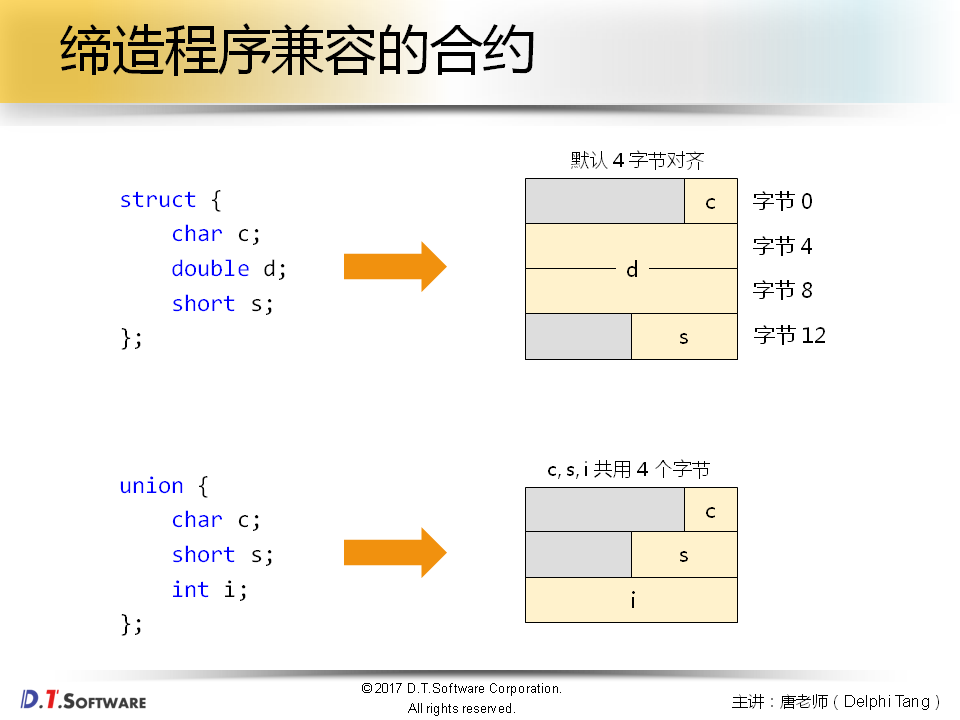 缔造程序兼容的合约
struct {
    char c;
    double d;
    short s;
};
默认 4 字节对齐
c
字节 0
字节 4
d
字节 8
s
字节 12
union {
    char c;
    short s;
    int i;
};
c, s, i 共用 4 个字节
c
s
i
D.T.SOFTWARE
©2017 D.T.Software Corporation.
All rights reserved.
主讲：唐老师 ( Delphi Tang )